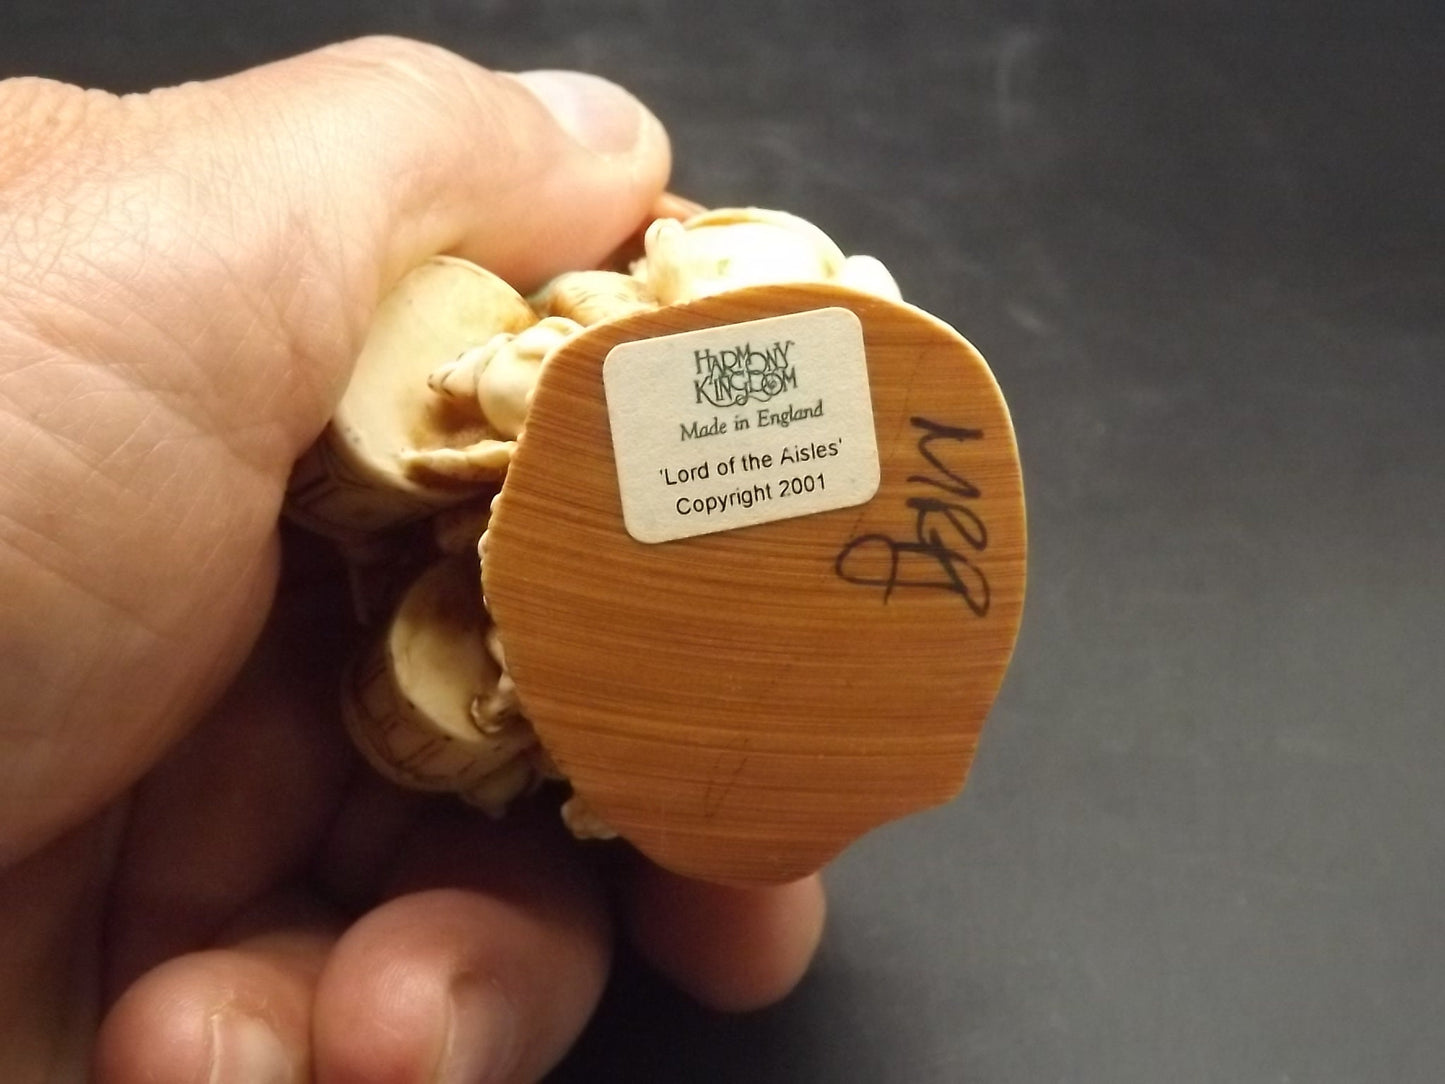 HARMONY
KINGDOM
Made in England
'Lord of the Aisles'
Copyright 2001